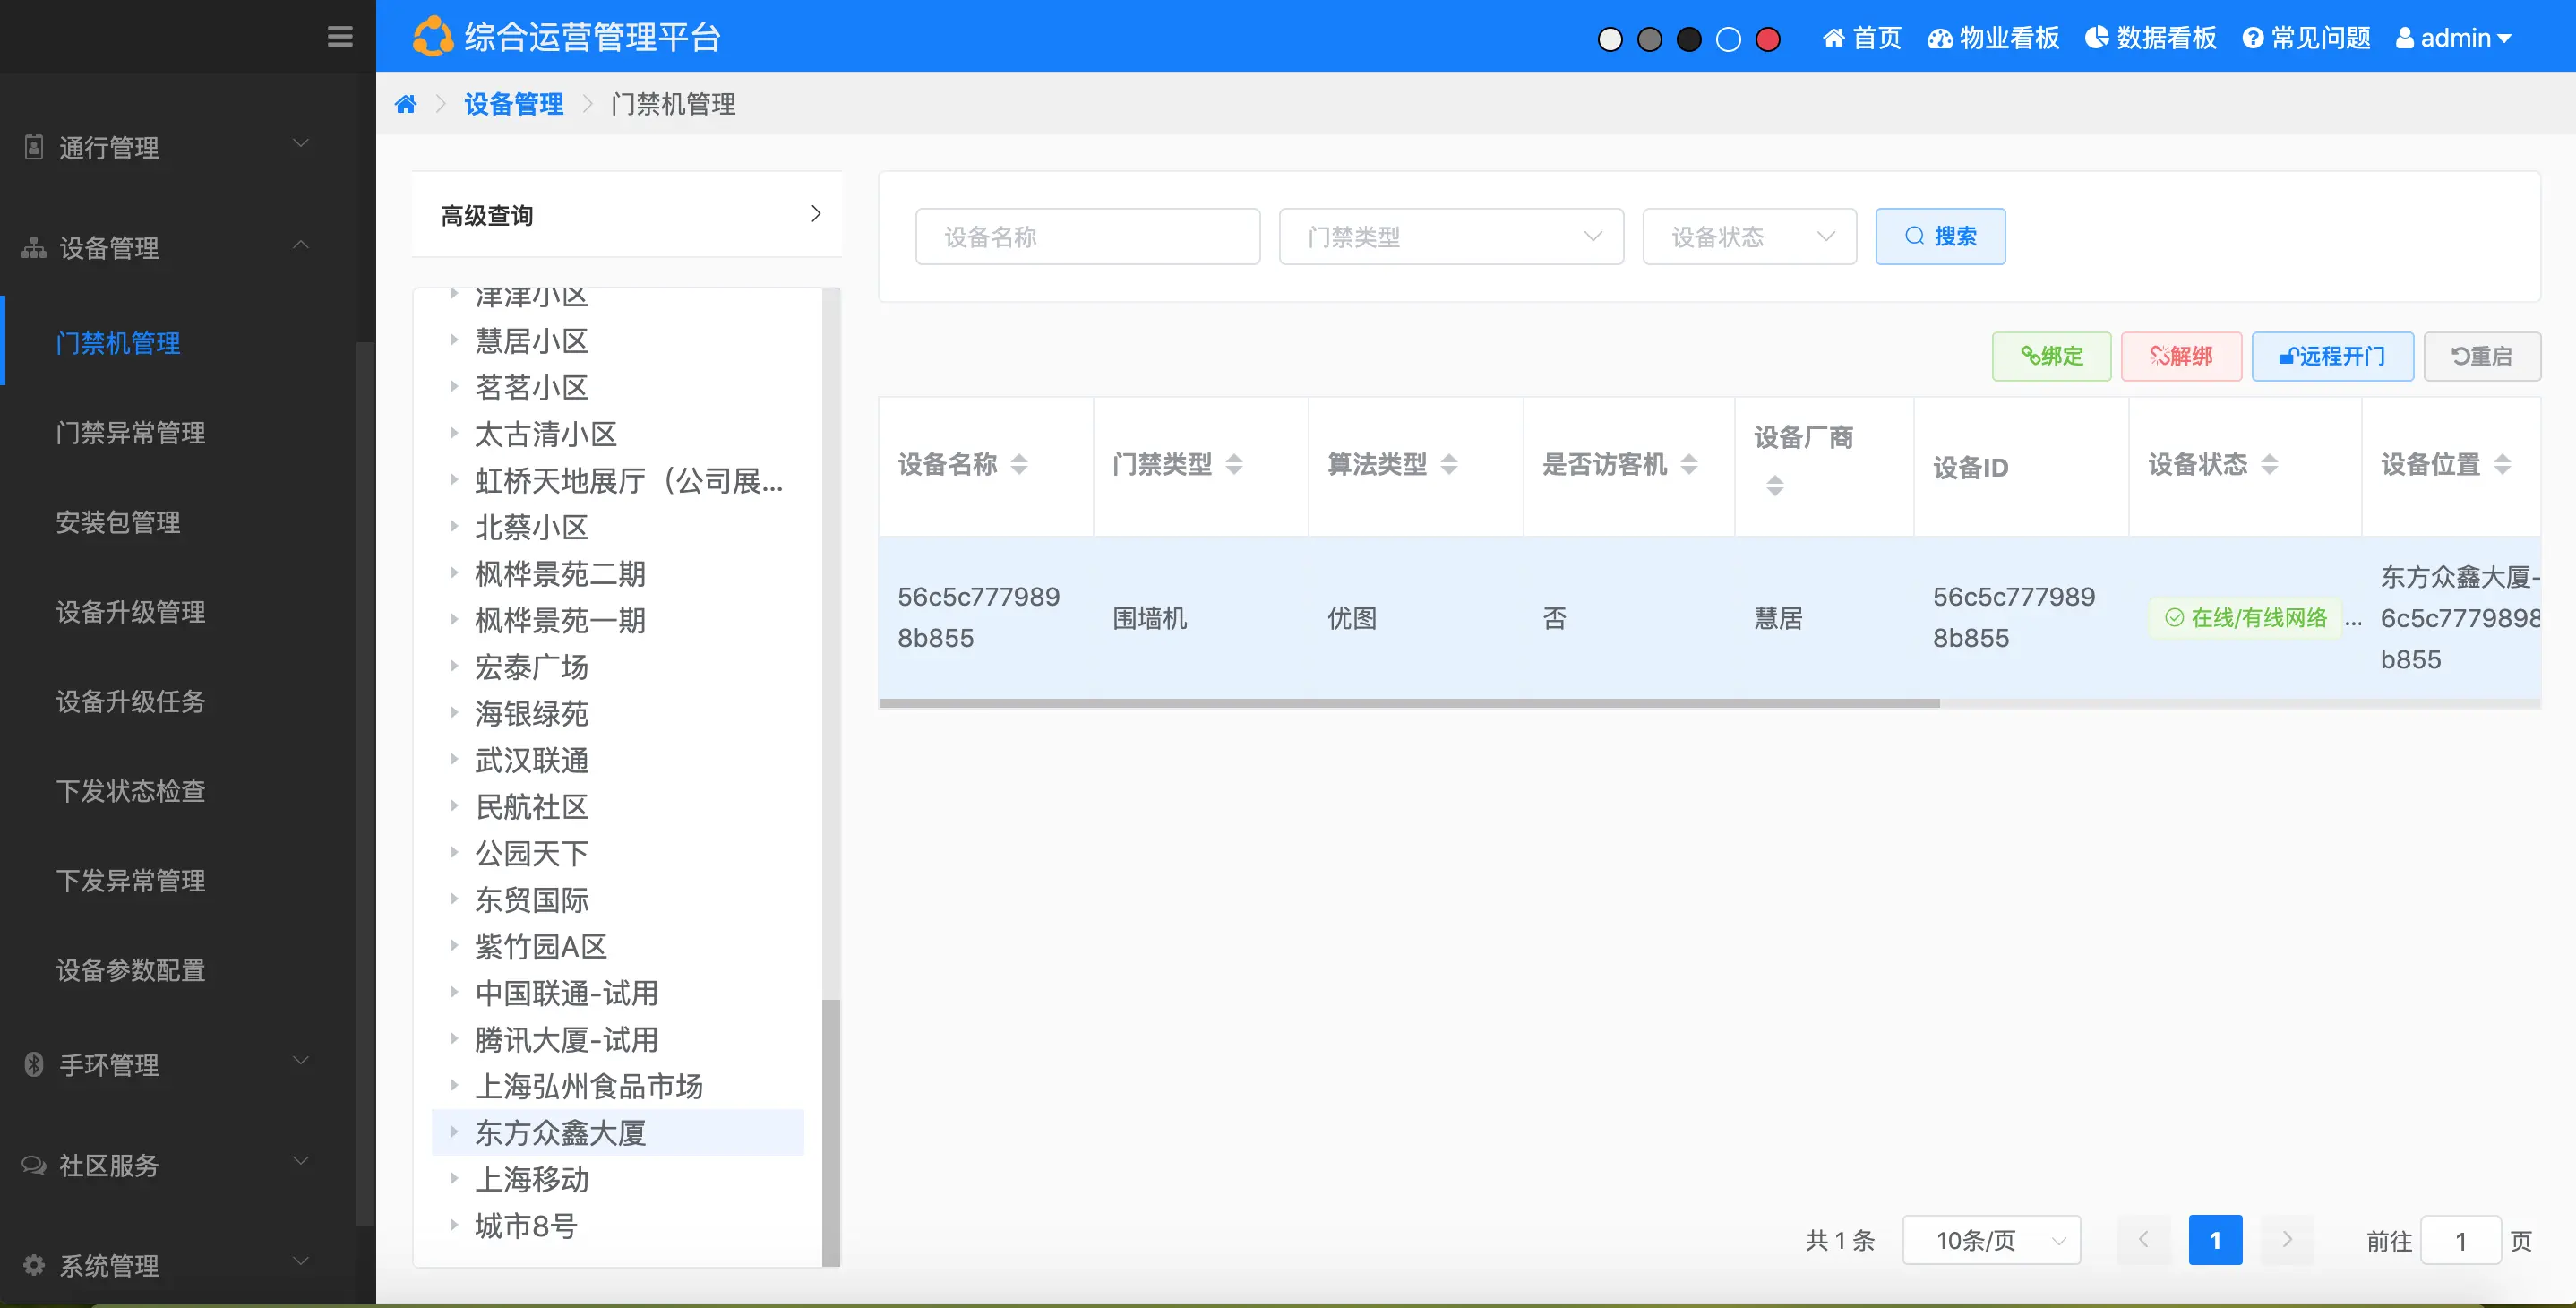 综合运营管理平台
首页
物业看板
数据看板
常见问题
admin
设备管理
门禁机管理
通行管理
设备管理
门禁机管理
门禁异常管理
安装包管理
设备升级管理
设备升级任务
下发状态检查
下发异常管理
设备参数配置
手环管理
社区服务
系统管理
高级查询
津津小区
慧居小区
茗茗小区
太古清小区
虹桥天地展厅（公司展...
北蔡小区
枫桦景苑二期
枫桦景苑一期
宏泰广场
海银绿苑
武汉联通
民航社区
公园天下
东贸国际
紫竹园A区
中国联通-试用
腾讯大厦-试用
上海弘州食品市场
东方众鑫大厦
上海移动
城市8号
设备名称
门禁类型
设备状态
搜索
绑定
解绑
远程开门
重启
设备名称
门禁类型
算法类型
是否访客机
设备厂商
设备ID
设备状态
设备位置
56c5c777989
8b855
围墙机
优图
否
慧居
56c5c777989
8b855
在线/有线网络
...
东方众鑫大厦-
6c5c7779898
b855
共 1 条
10条/页
1
前往
1
页